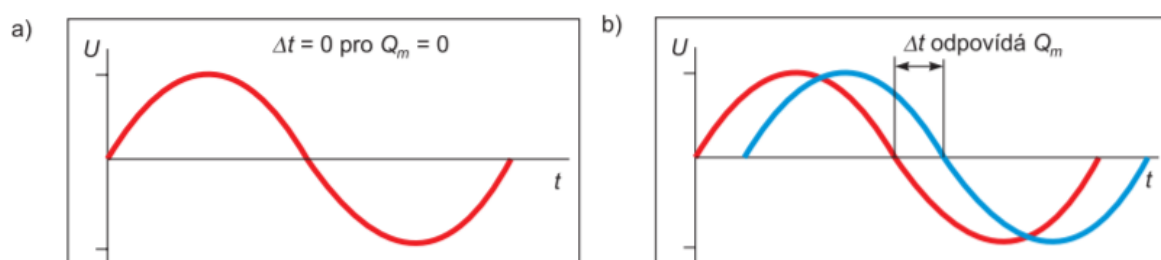 a)
U
Δt = 0 pro Qm = 0
t
b)
U
Δt odpovídá Qm
t